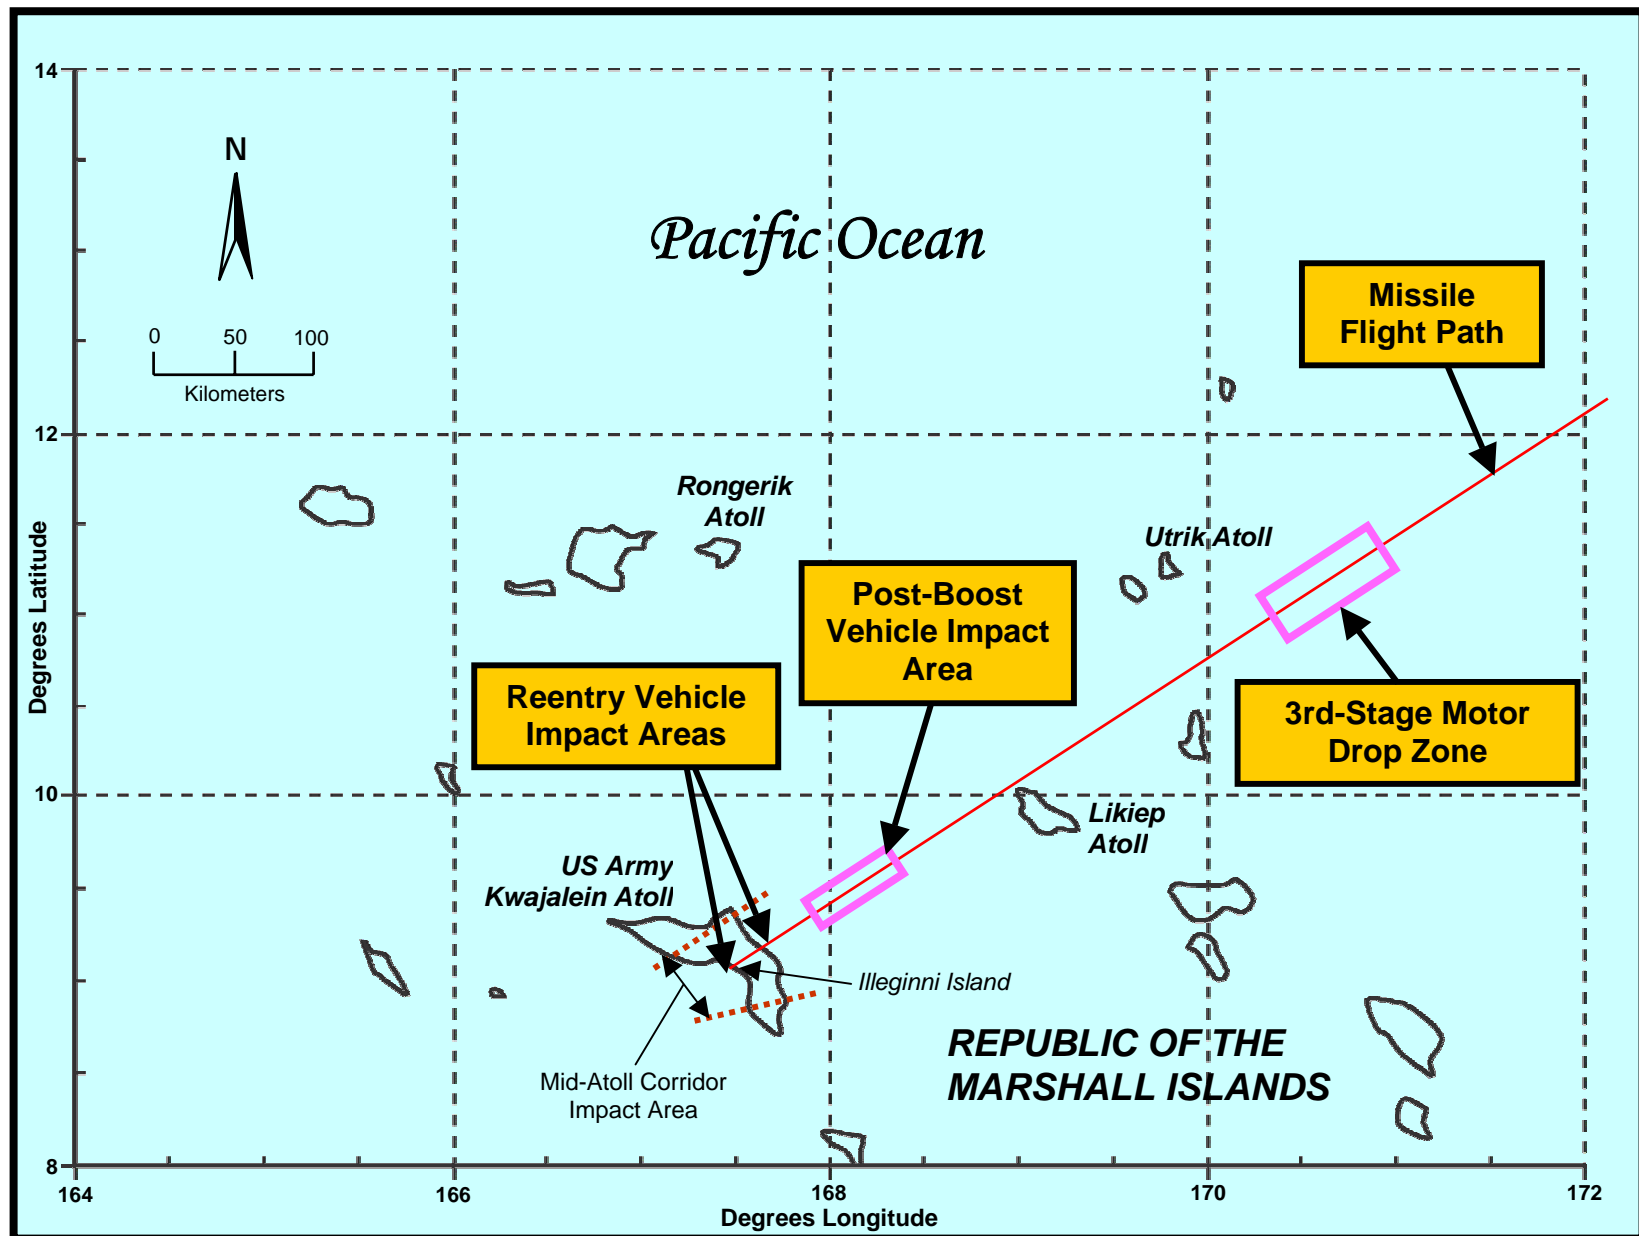 14
N
Pacific Ocean
0 50 100
Kilometers
Missile
Flight Path
12
Rongerik
Atoll
Utrik Atoll
Post-Boost
Vehicle Impact
Area
Degrees Latitude
Reentry Vehicle
Impact Areas
3rd-Stage Motor
Drop Zone
10
Likiep
Atoll
US Army
Kwajalein Atoll
Illeginni Island
REPUBLIC OF THE
MARSHALL ISLANDS
Mid-Atoll Corridor
Impact Area
8
164 166 168 170 172
Degrees Longitude